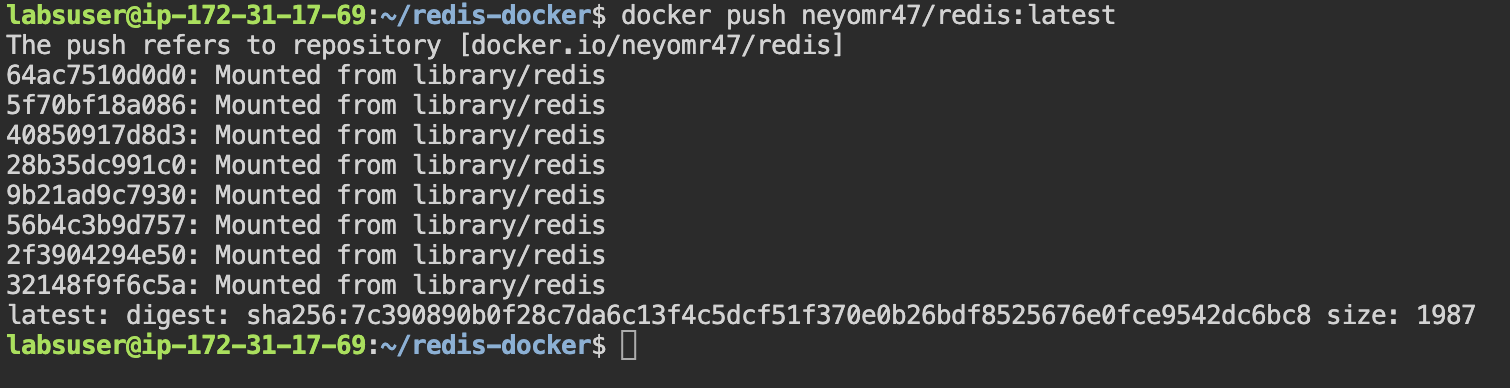 labsuser@ip-172-31-17-69:~/redis-docker$ docker push neyomr47/redis:latest
The push refers to repository [docker.io/neyomr47/redis]
64ac7510d0d0: Mounted from library/redis
5f70bf18a086: Mounted from library/redis
40850917d8d3: Mounted from library/redis
28b35dc991c0: Mounted from library/redis
9b21ad9c7930: Mounted from library/redis
56b4c3b9d757: Mounted from library/redis
2f3904294e50: Mounted from library/redis
32148f9f6c5a: Mounted from library/redis
latest: digest: sha256:7c390890b0f28c7da6c13f4c5dcf51f370e0b26bdf8525676e0fce9542dc6bc8 size: 1987
labsuser@ip-172-31-17-69:~/redis-docker$